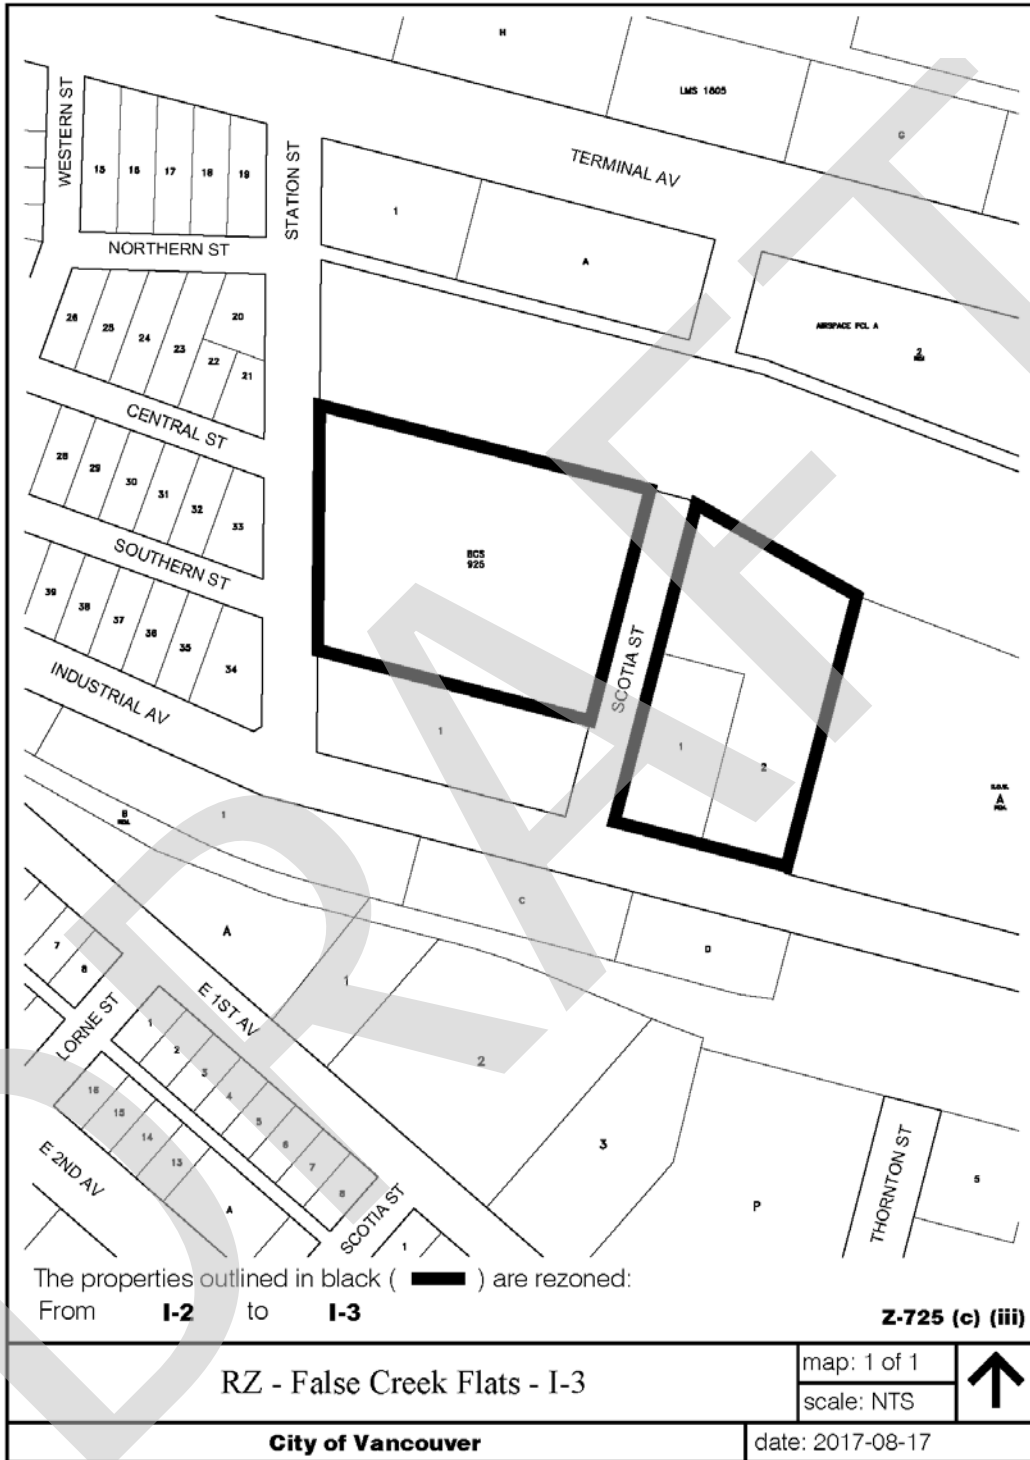 H
LMS 1805
G
TERMINAL AV
WESTERN ST
STATION ST
15 16 17 18 19
1
A
NORTHERN ST
AIRSPACE PCL A
2
26 25 24 23 20
22 21
CENTRAL ST
28 29 30 31 32 33
BCS
925
SOUTHERN ST
39 38 37 36 35 34
SCOTIA ST
INDUSTRIAL AV
1
1
2
A
B
1
C
D
A
7
8
E 1ST AV
1
LORNE ST
1 2 3 4 5 6 7 8
2
3
16 15 14 13
A
E 2ND AV
SCOTIA ST
1
P
THORNTON ST
5
DRAFT
The properties outlined in black ( ) are rezoned:
From I-2 to I-3
Z-725 (c) (iii)
RZ - False Creek Flats - I-3
map: 1 of 1
scale: NTS
City of Vancouver
date: 2017-08-17